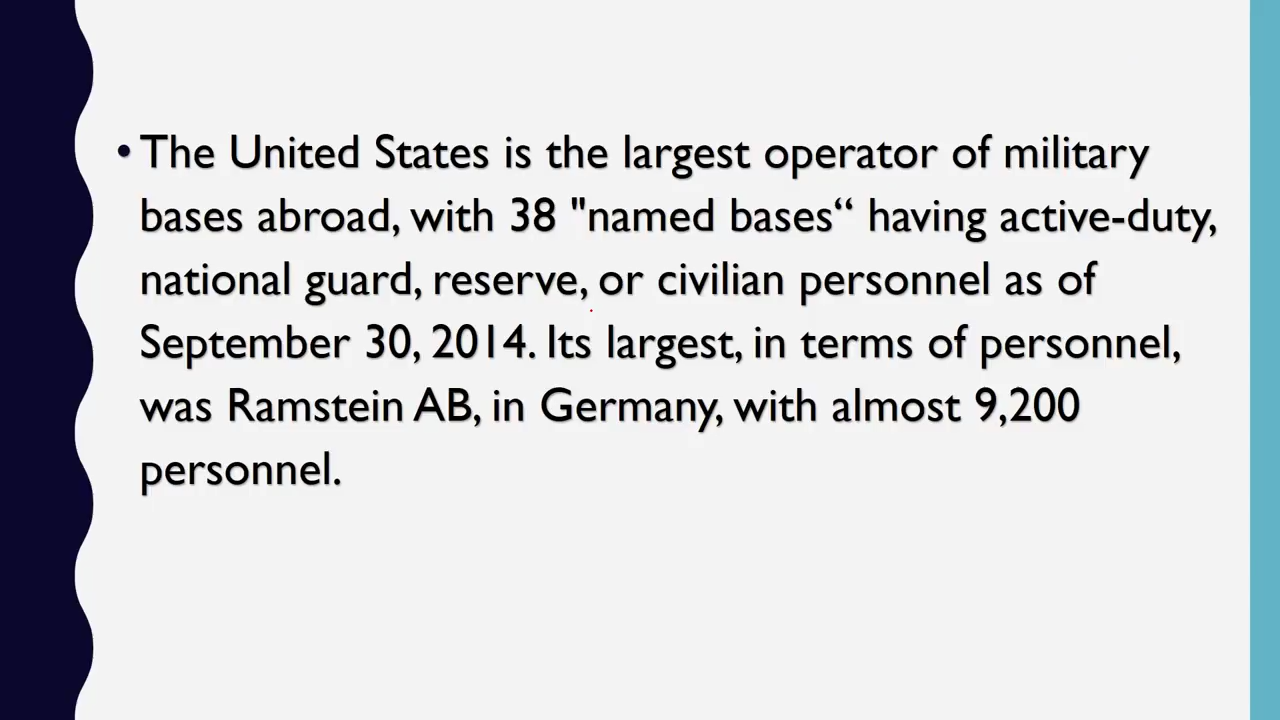 •The United States is the largest operator of military
bases abroad, with 38 "named bases“ having active-duty,
national guard, reserve, or civilian personnel as of
September 30, 2014. Its largest, in terms of personnel,
was Ramstein AB, in Germany, with almost 9,200
personnel.